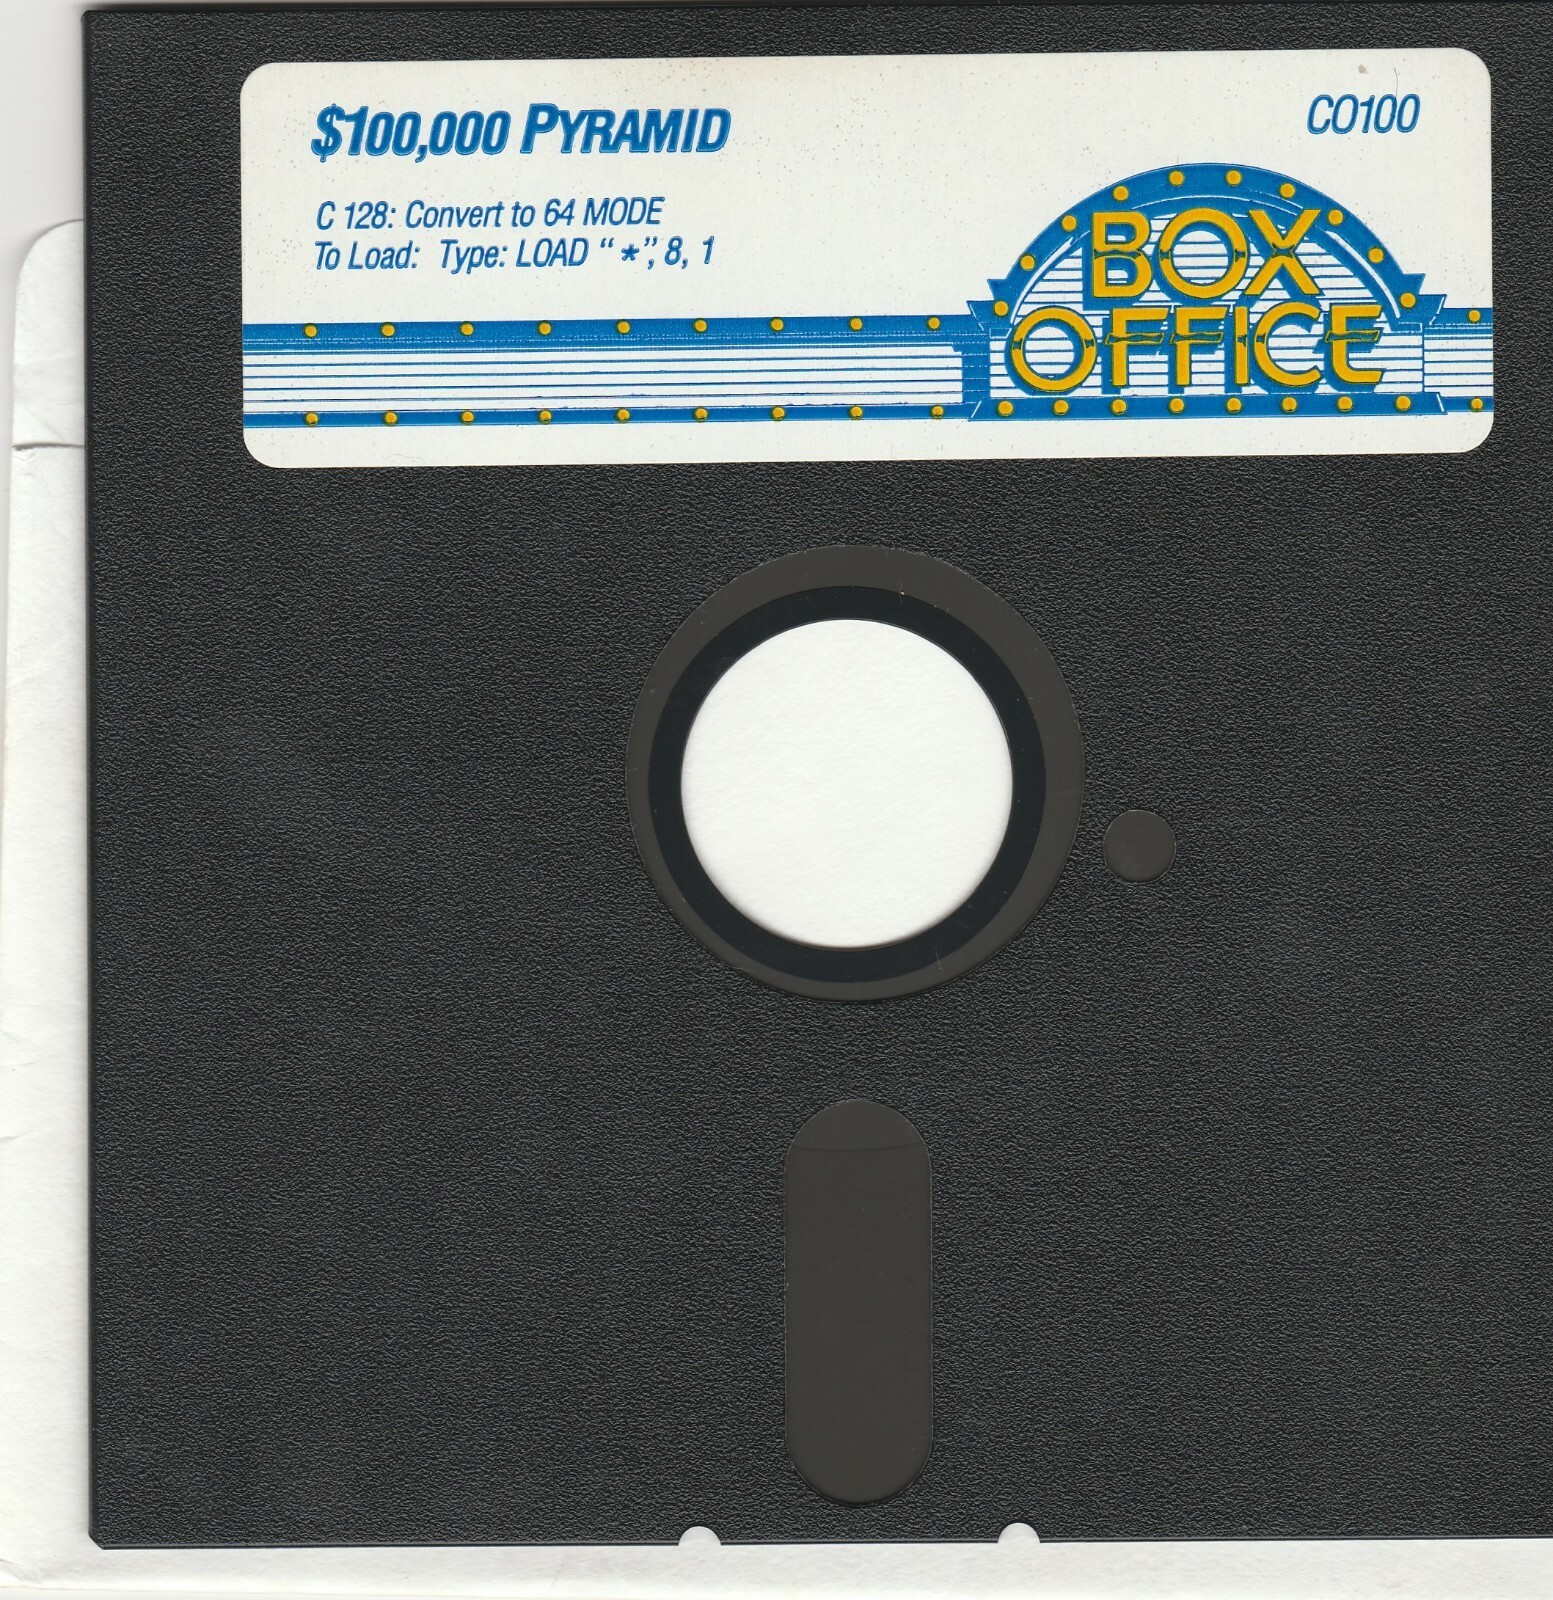 $100,000 PYRAMID
CO100
C 128: Convert to 64 MODE
To Load: Type: LOAD “*”, 8, 1
BOX
OFFICE